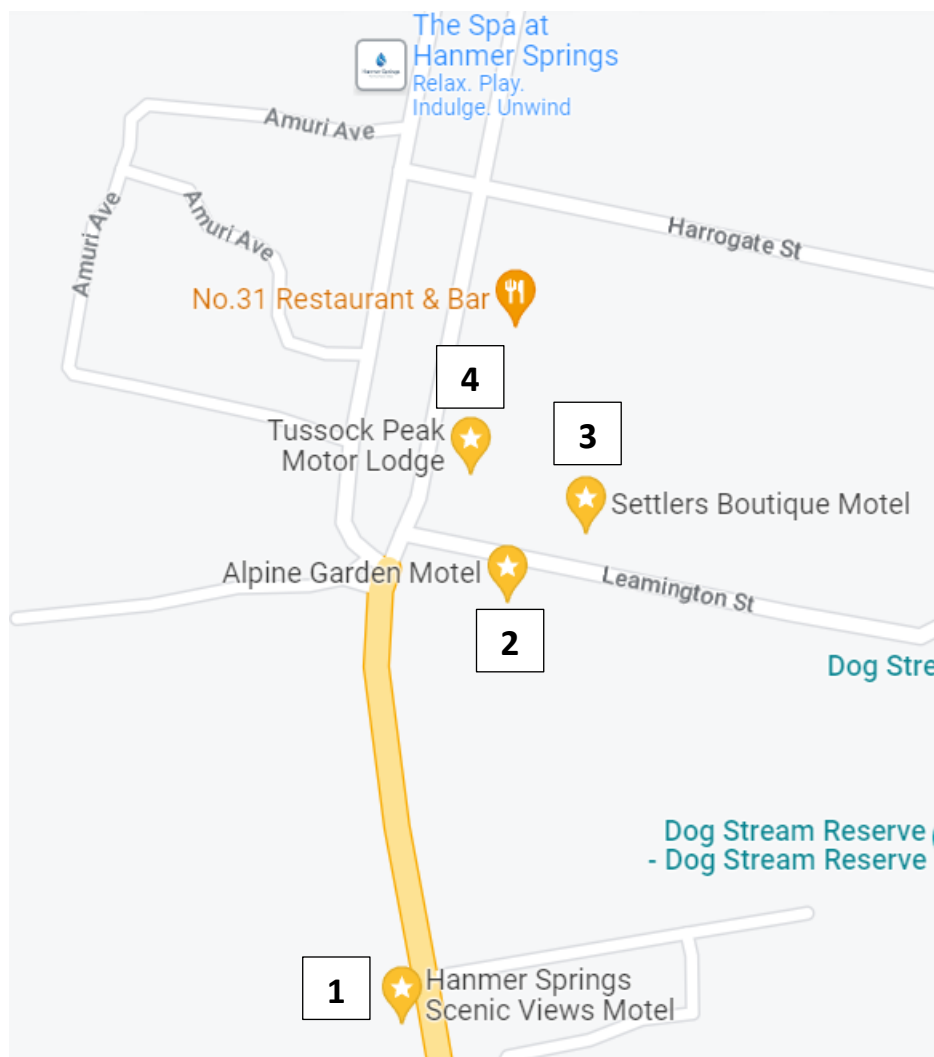 The Spa at
Hanmer Springs
Relax. Play.
Indulge. Unwind
Hanmer Springs
Amuri Ave
Amuri Ave
Amuri Ave
Harrogate St
No.31 Restaurant & Bar
4
3
Tussock Peak
Motor Lodge
Settlers Boutique Motel
Alpine Garden Motel
Leamington St
2
Dog Stre
Dog Stream Reserve
- Dog Stream Reserve
1
Hanmer Springs
Scenic Views Motel